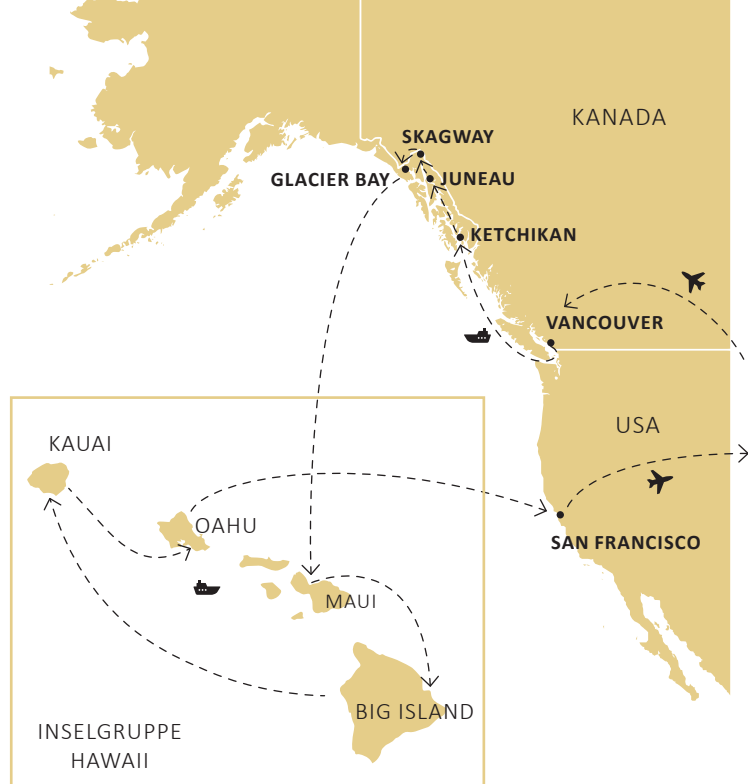 KANADA
SKAGWAY
GLACIER BAY
JUNEAU
KETCHIKAN
VANCOUVER
USA
KAUAI
OAHU
SAN FRANCISCO
MAUI
BIG ISLAND
INSELGRUPPE
HAWAII